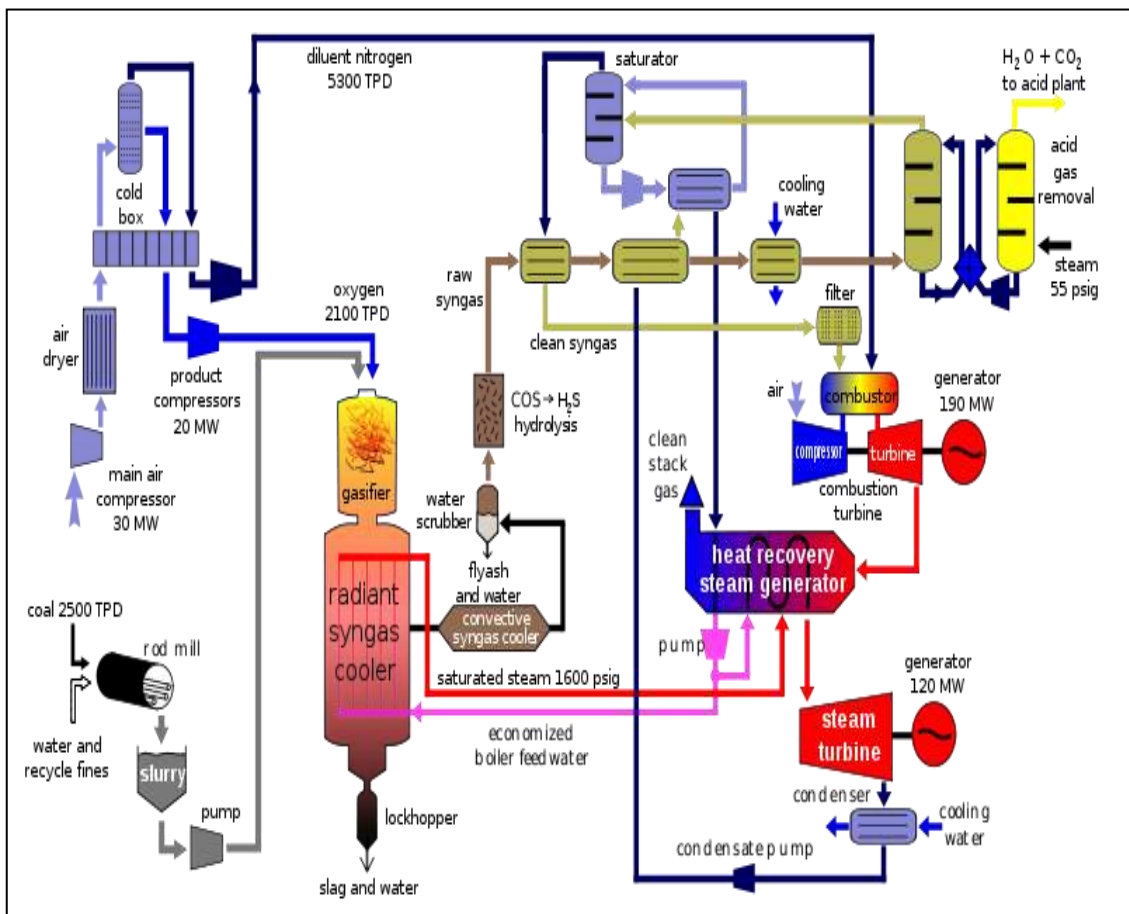 diluent nitrogen
5300 TPD
saturator
H₂O + CO₂
to acid plant
cold
box
cooling
water
acid
gas
removal
steam
55 psig
raw
syngas
oxygen
2100 TPD
filter
air
dryer
clean syngas
product
compressors
20 MW
COS → H₂S
hydrolysis
air
combustor
generator
190 MW
compressor
turbine
combustion
turbine
clean
stack
gas
main air
compressor
30 MW
gasifier
water
scrubber
flyash
and water
heat recovery
steam generator
radiant
syngas
cooler
convective
syngas cooler
coal 2500 TPD
rod mill
pump
saturated steam 1600 psig
generator
120 MW
water and
recycle fines
slurry
economized
boiler feed water
steam
turbine
pump
lockhopper
condenser
cooling
water
condensate pump
slag and water